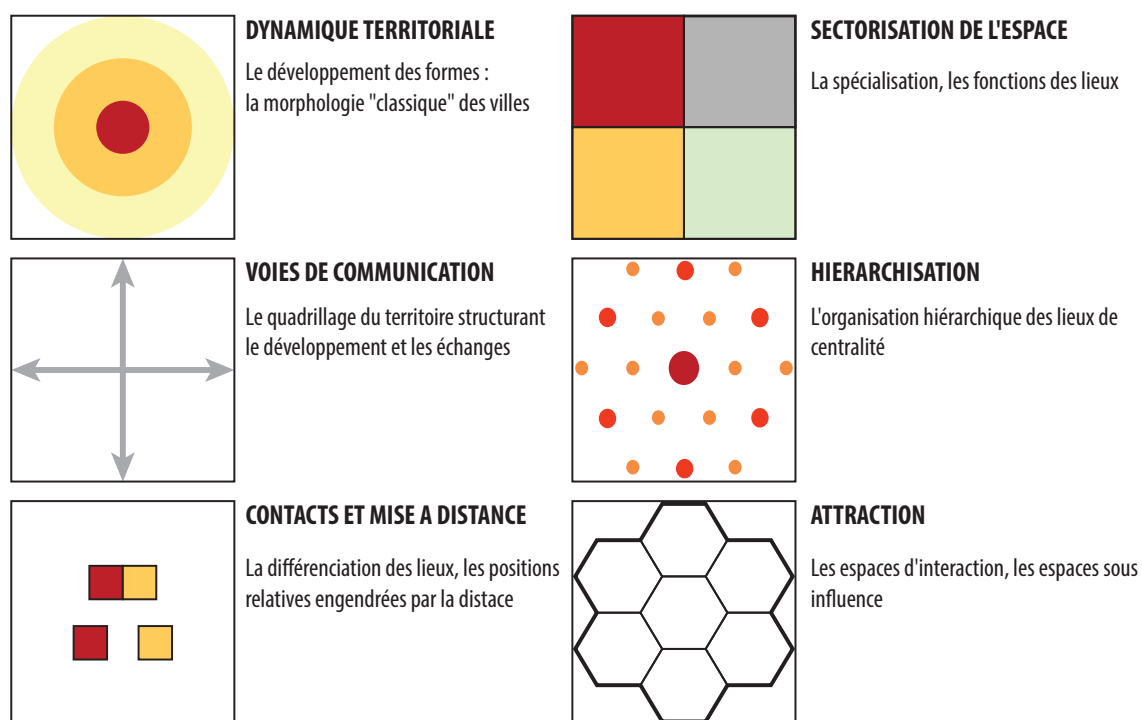 DYNAMIQUE TERRITORIALE
Le développement des formes :
la morphologie "classique" des villes
SECTORISATION DE L'ESPACE
La spécialisation, les fonctions des lieux
VOIES DE COMMUNICATION
Le quadrillage du territoire structurant
le développement et les échanges
HIERARCHISATION
L'organisation hiérarchique des lieux de
centralité
CONTACTS ET MISE A DISTANCE
La différenciation des lieux, les positions
relatives engendrées par la distace
ATTRACTION
Les espaces d'interaction, les espaces sous
influence